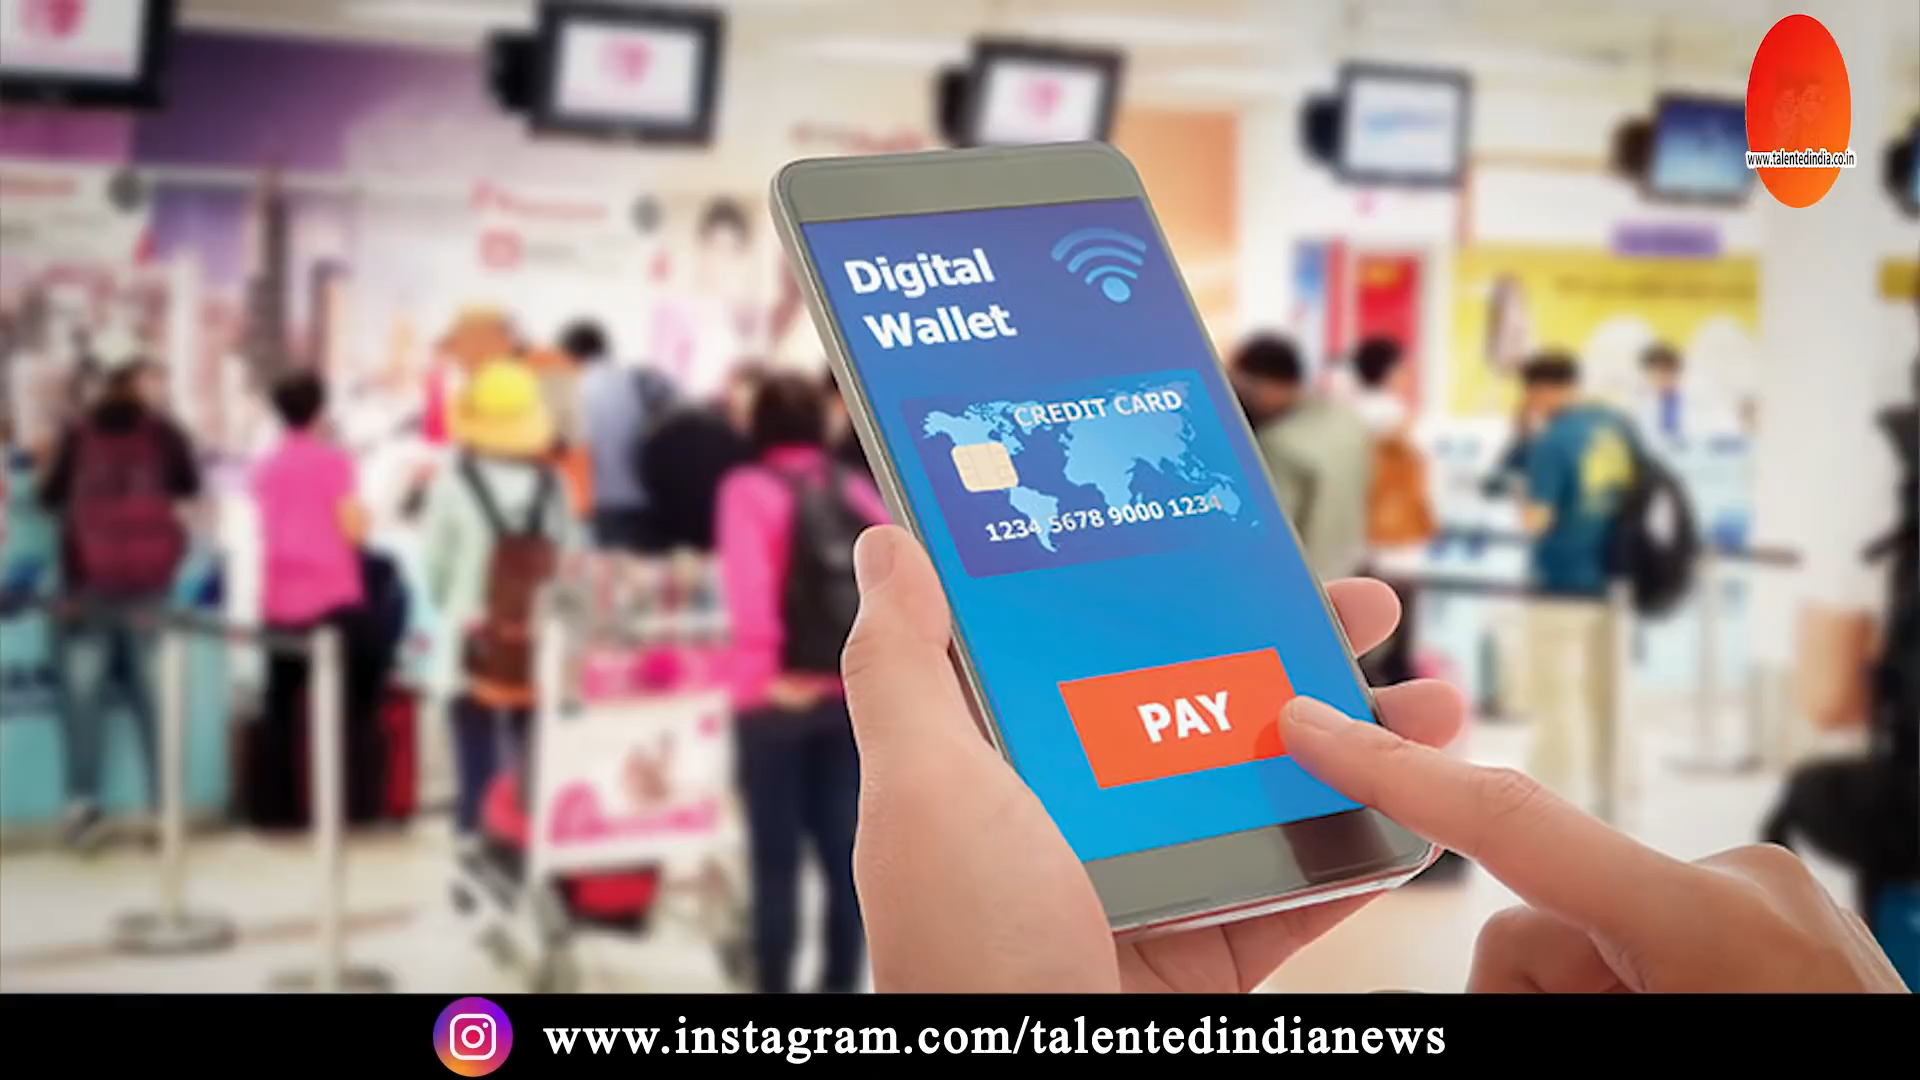 www.talentedindia.co.in
Digital
Wallet
CREDIT CARD
1234 5678 9000 1234
PAY
www.instagram.com/talentedindianews